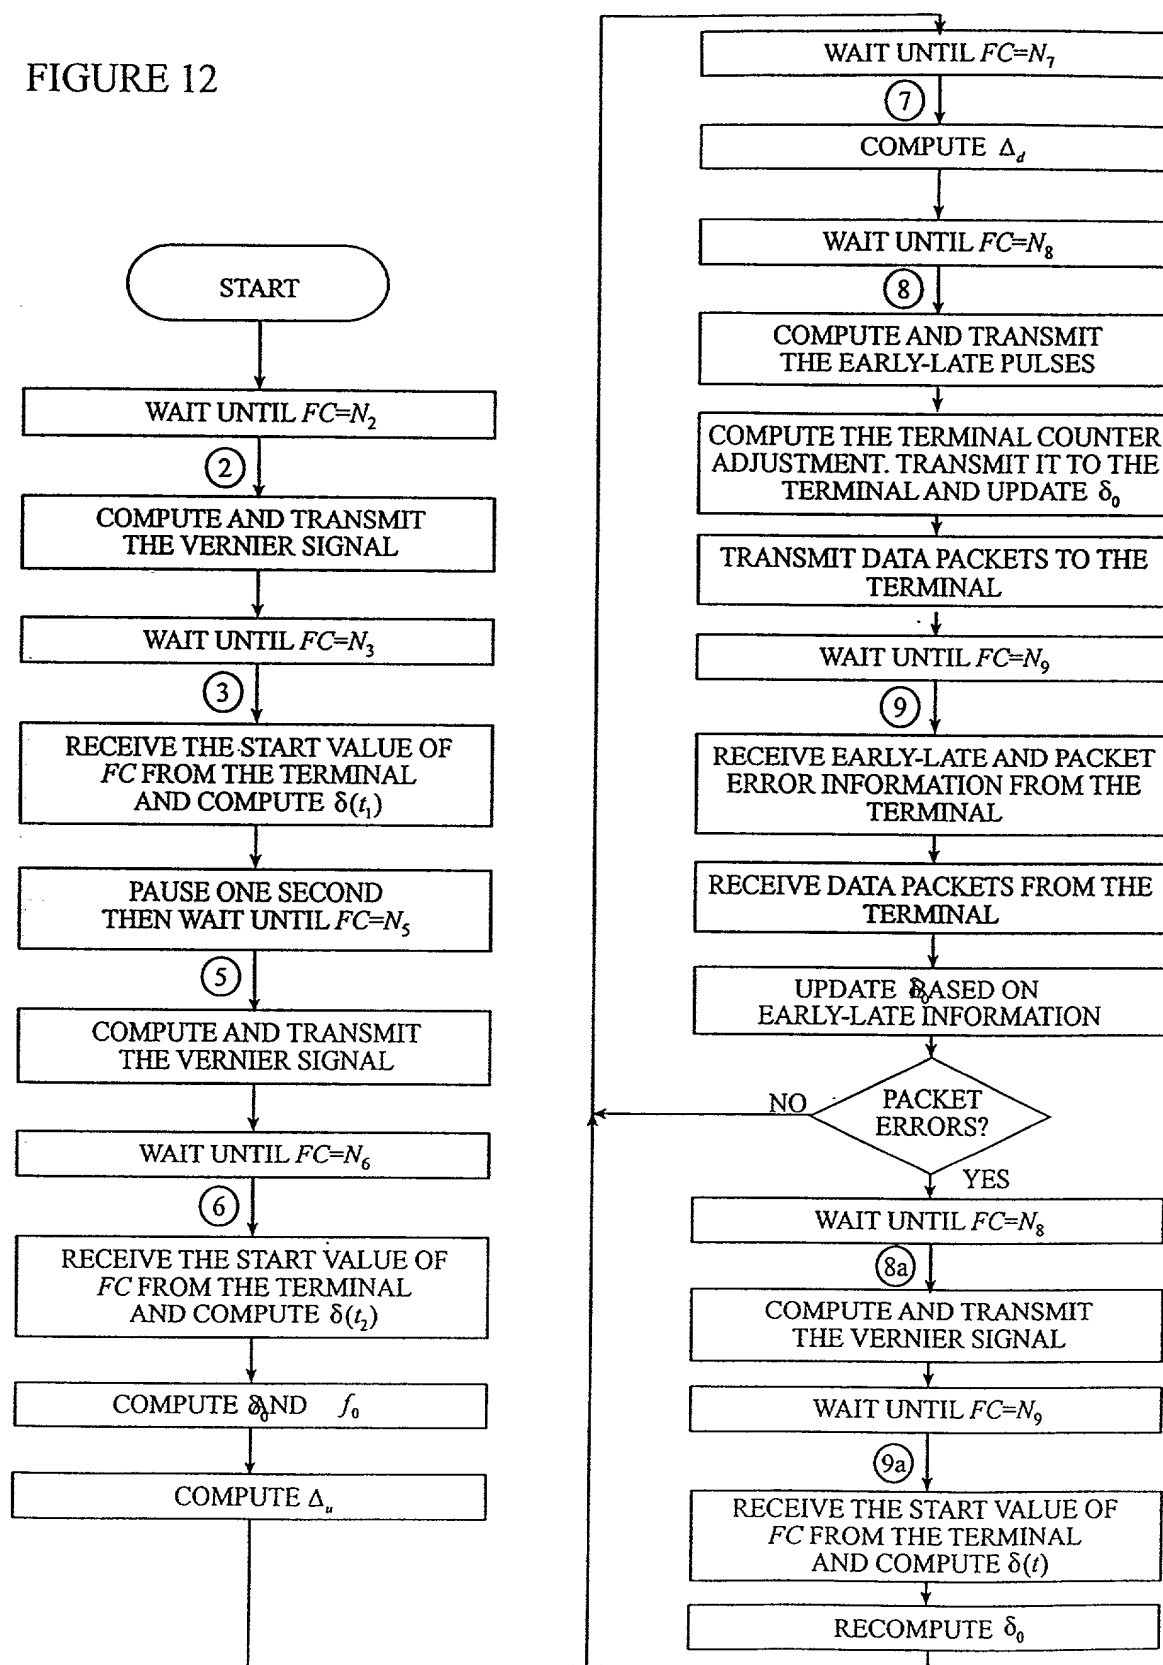 FIGURE 12
START
WAIT UNTIL FC=N₂
②
COMPUTE AND TRANSMIT
THE VERNIER SIGNAL
WAIT UNTIL FC=N₃
③
RECEIVE THE START VALUE OF
FC FROM THE TERMINAL
AND COMPUTE δ(t₁)
PAUSE ONE SECOND
THEN WAIT UNTIL FC=N₅
⑤
COMPUTE AND TRANSMIT
THE VERNIER SIGNAL
WAIT UNTIL FC=N₆
⑥
RECEIVE THE START VALUE OF
FC FROM THE TERMINAL
AND COMPUTE δ(t₂)
COMPUTE δ₀ AND f₀
COMPUTE Δᵤ
WAIT UNTIL FC=N₇
⑦
COMPUTE Δ_d
WAIT UNTIL FC=N₈
⑧
COMPUTE AND TRANSMIT
THE EARLY-LATE PULSES
COMPUTE THE TERMINAL COUNTER
ADJUSTMENT. TRANSMIT IT TO THE
TERMINAL AND UPDATE δ₀
TRANSMIT DATA PACKETS TO THE
TERMINAL
WAIT UNTIL FC=N₉
⑨
RECEIVE EARLY-LATE AND PACKET
ERROR INFORMATION FROM THE
TERMINAL
RECEIVE DATA PACKETS FROM THE
TERMINAL
UPDATE δ₀ BASED ON
EARLY-LATE INFORMATION
PACKET
ERRORS?
NO
YES
WAIT UNTIL FC=N₈
8a
COMPUTE AND TRANSMIT
THE VERNIER SIGNAL
WAIT UNTIL FC=N₉
9a
RECEIVE THE START VALUE OF
FC FROM THE TERMINAL
AND COMPUTE δ(t)
RECOMPUTE δ₀